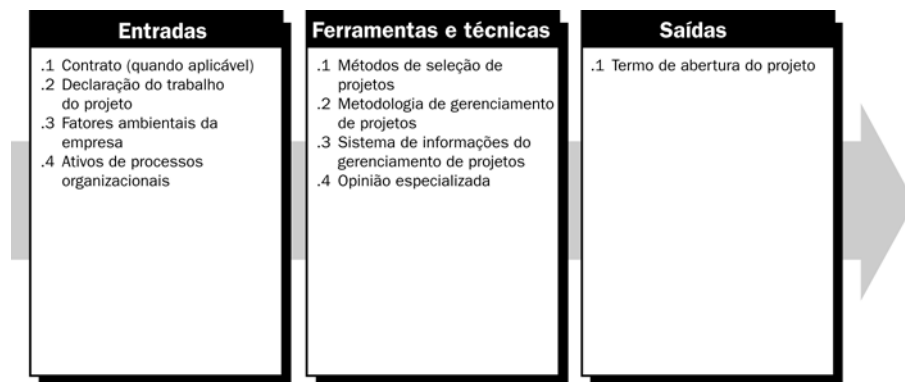 Entradas
.1 Contrato (quando aplicável)
.2 Declaração do trabalho
do projeto
.3 Fatores ambientais da
empresa
.4 Ativos de processos
organizacionais
Ferramentas e técnicas
.1 Métodos de seleção de
projetos
.2 Metodologia de gerenciamento
de projetos
.3 Sistema de informações do
gerenciamento de projetos
.4 Opinião especializada
Saídas
.1 Termo de abertura do projeto